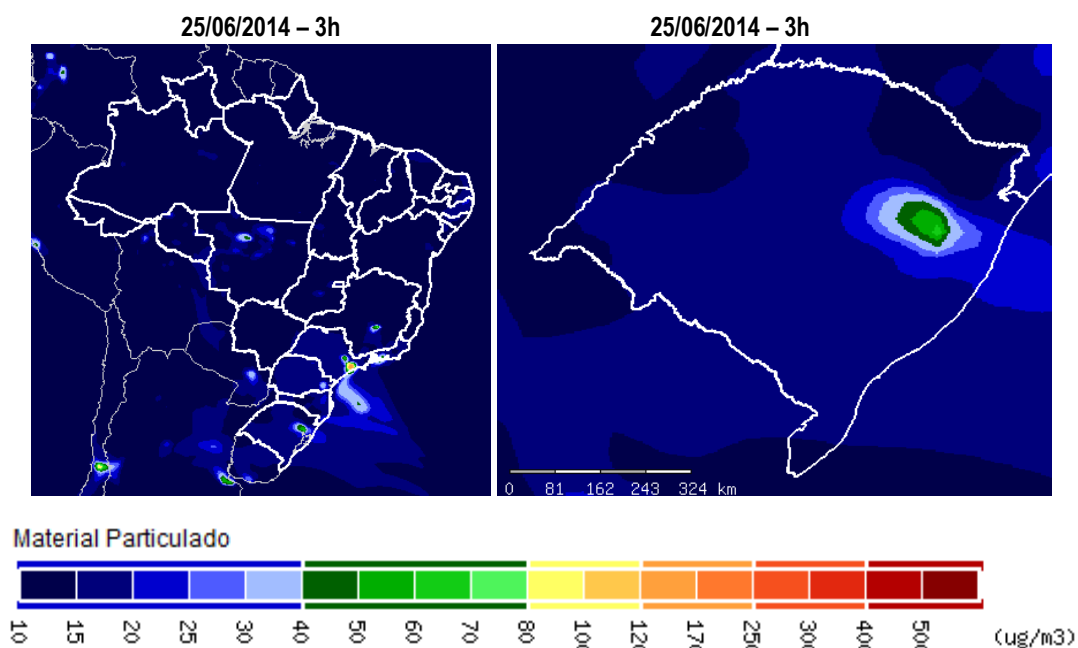 25/06/2014 – 3h 25/06/2014 – 3h
0 81 162 243 324 km
Material Particulado
10 15 20 25 30 40 50 60 70 80 100 120 170 250 300 400 500 (ug/m3)